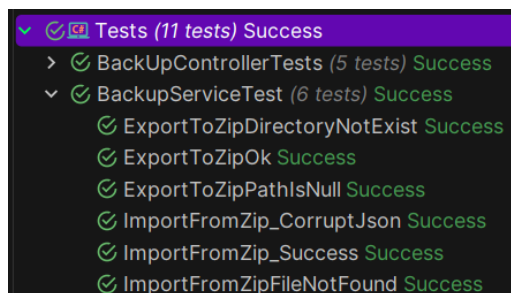 C# Tests (11 tests) Success
BackUpControllerTests (5 tests) Success
BackupServiceTest (6 tests) Success
ExportToZipDirectoryNotExist Success
ExportToZipOk Success
ExportToZipPathIsNull Success
ImportFromZip_CorruptJson Success
ImportFromZip_Success Success
ImportFromZipFileNotFound Success